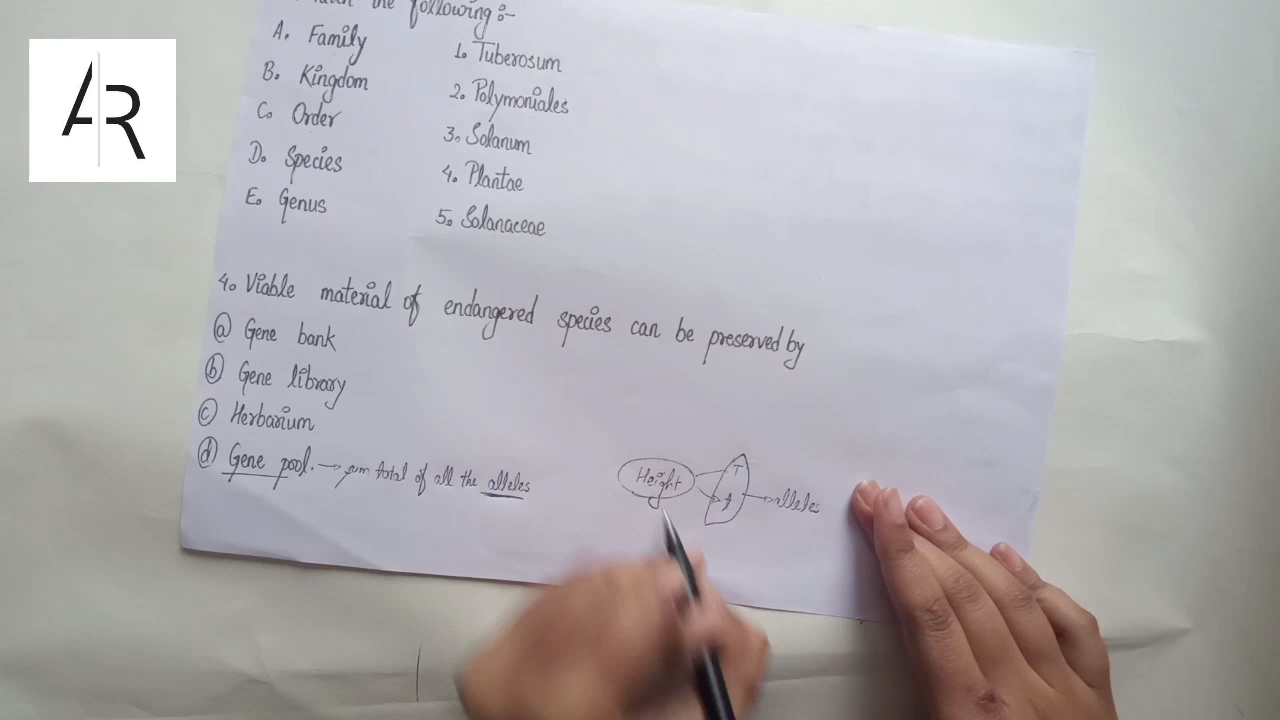 AR
the following :-
A. Family 1. Tuberosum
B. Kingdom 2. Polymoniales
C. Order 3. Solanum
D. Species 4. Plantae
E. Genus 5. Solanaceae
4. Viable material of endangered species can be preserved by
(a) Gene bank
(b) Gene library
(c) Herbarium
(d) Gene pool. → sum total of all the alleles
Height T t → alleles